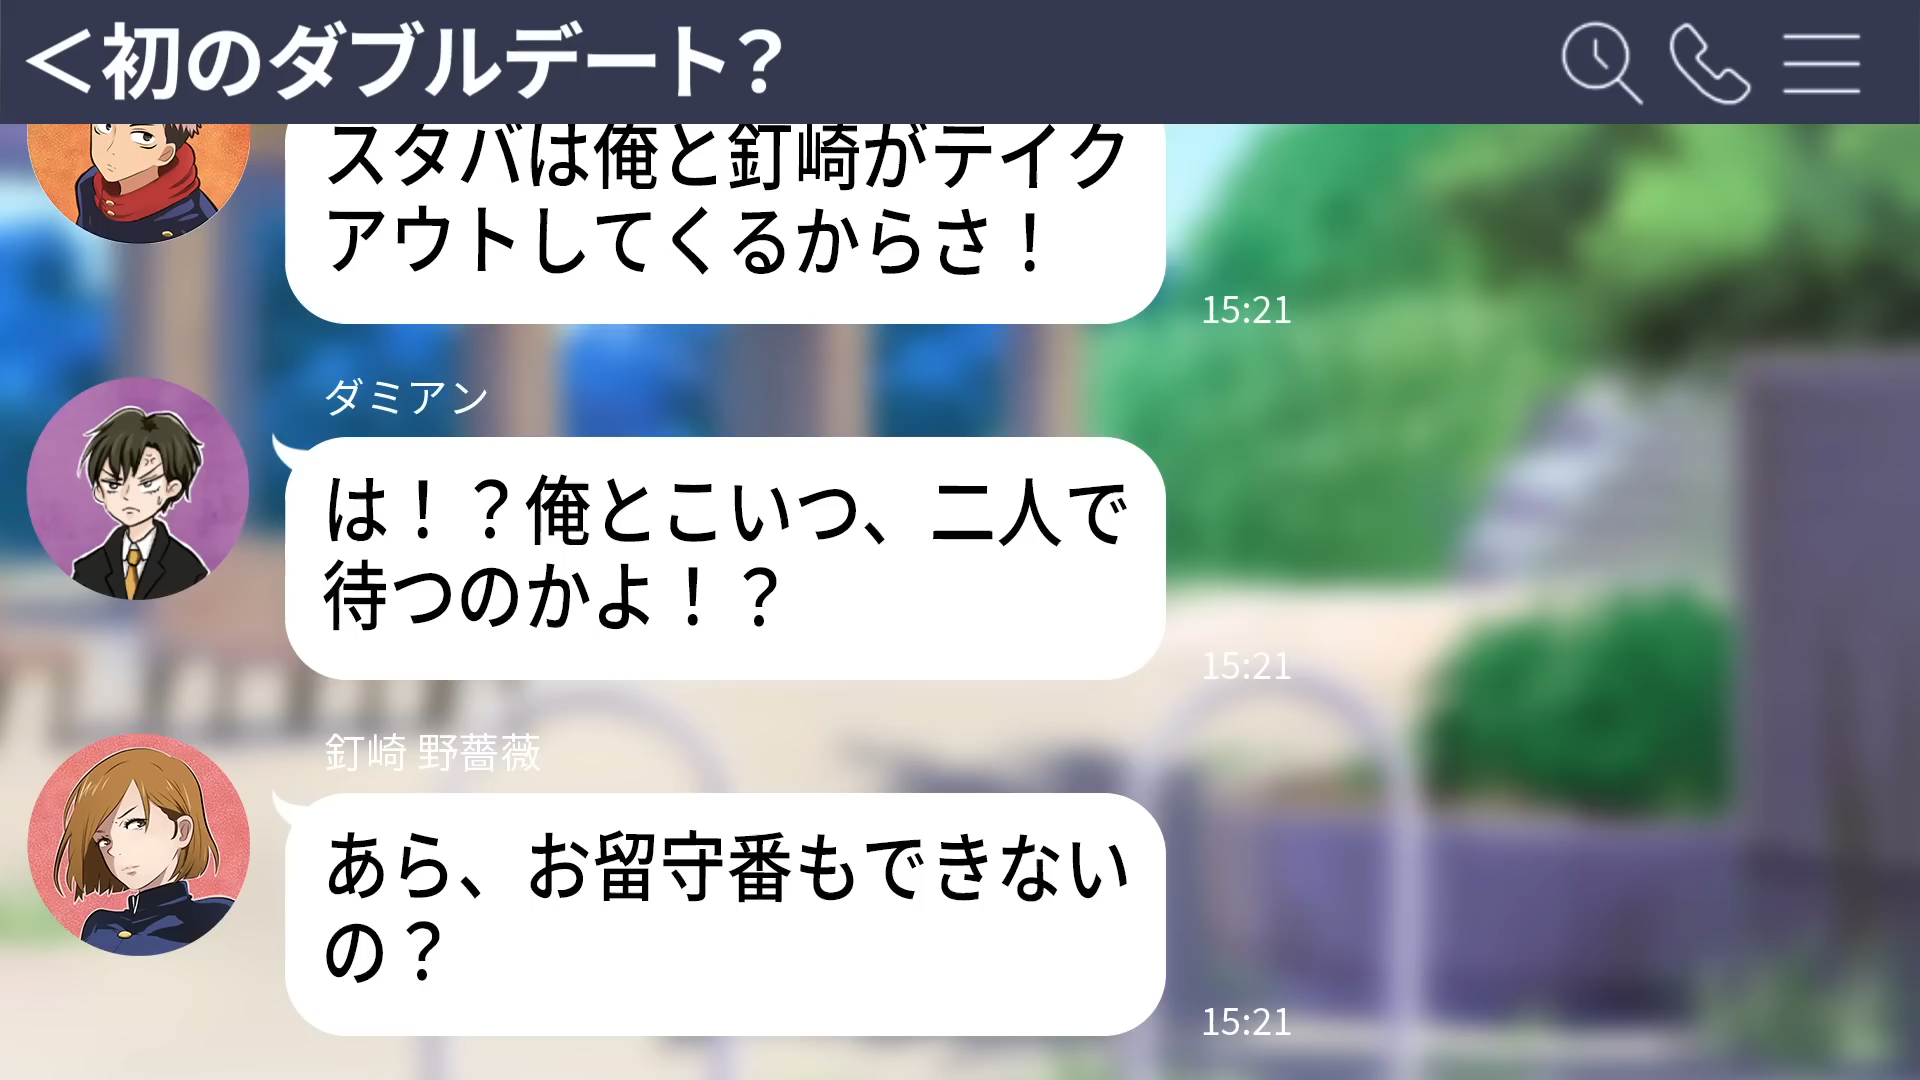 ＜初のダブルデート？
スタバは俺と釘崎がテイク
アウトしてくるからさ！
15:21
ダミアン
は！？俺とこいつ、二人で
待つのかよ！？
15:21
釘崎 野薔薇
あら、お留守番もできない
の？
15:21